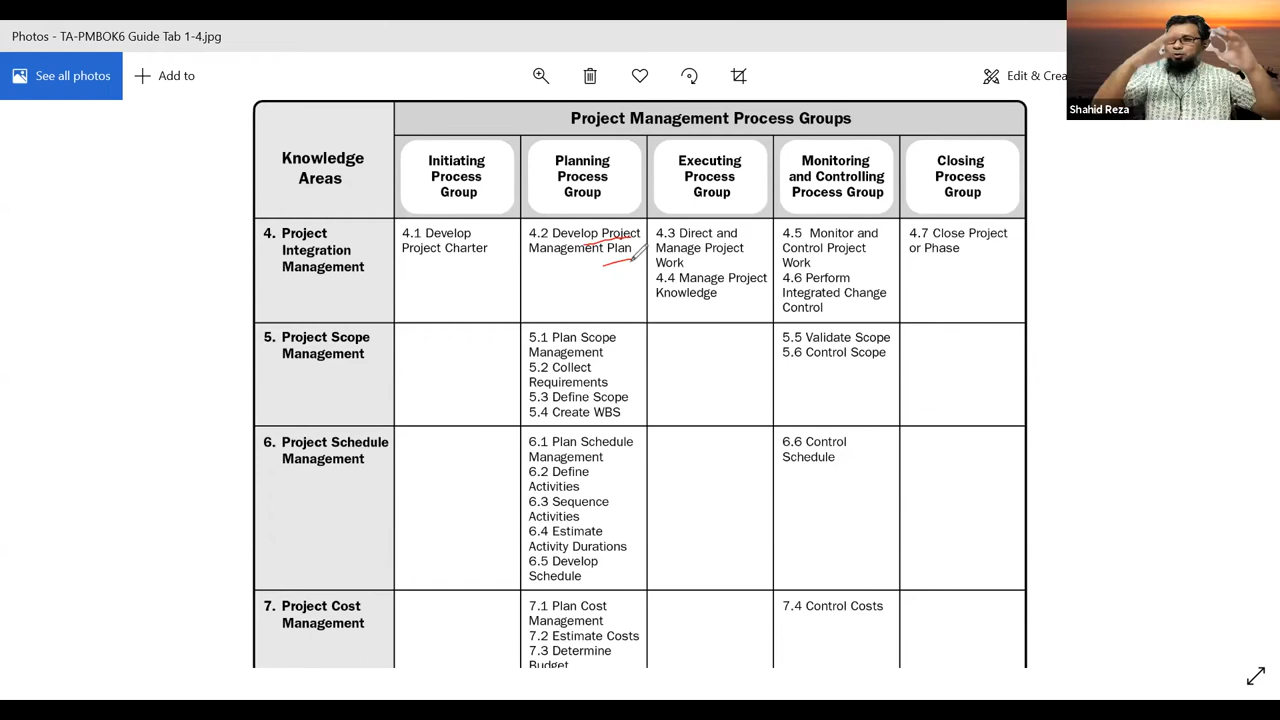 Photos - TA-PMBOK6 Guide Tab 1-4.jpg
See all photos
Add to
Edit & Crea
Shahid Reza
Project Management Process Groups
Knowledge
Areas
Initiating
Process
Group
Planning
Process
Group
Executing
Process
Group
Monitoring
and Controlling
Process Group
Closing
Process
Group
4. Project
Integration
Management
4.1 Develop
Project Charter
4.2 Develop Project
Management Plan
4.3 Direct and
Manage Project
Work
4.4 Manage Project
Knowledge
4.5 Monitor and
Control Project
Work
4.6 Perform
Integrated Change
Control
4.7 Close Project
or Phase
5. Project Scope
Management
5.1 Plan Scope
Management
5.2 Collect
Requirements
5.3 Define Scope
5.4 Create WBS
5.5 Validate Scope
5.6 Control Scope
6. Project Schedule
Management
6.1 Plan Schedule
Management
6.2 Define
Activities
6.3 Sequence
Activities
6.4 Estimate
Activity Durations
6.5 Develop
Schedule
6.6 Control
Schedule
7. Project Cost
Management
7.1 Plan Cost
Management
7.2 Estimate Costs
7.3 Determine
Budget
7.4 Control Costs